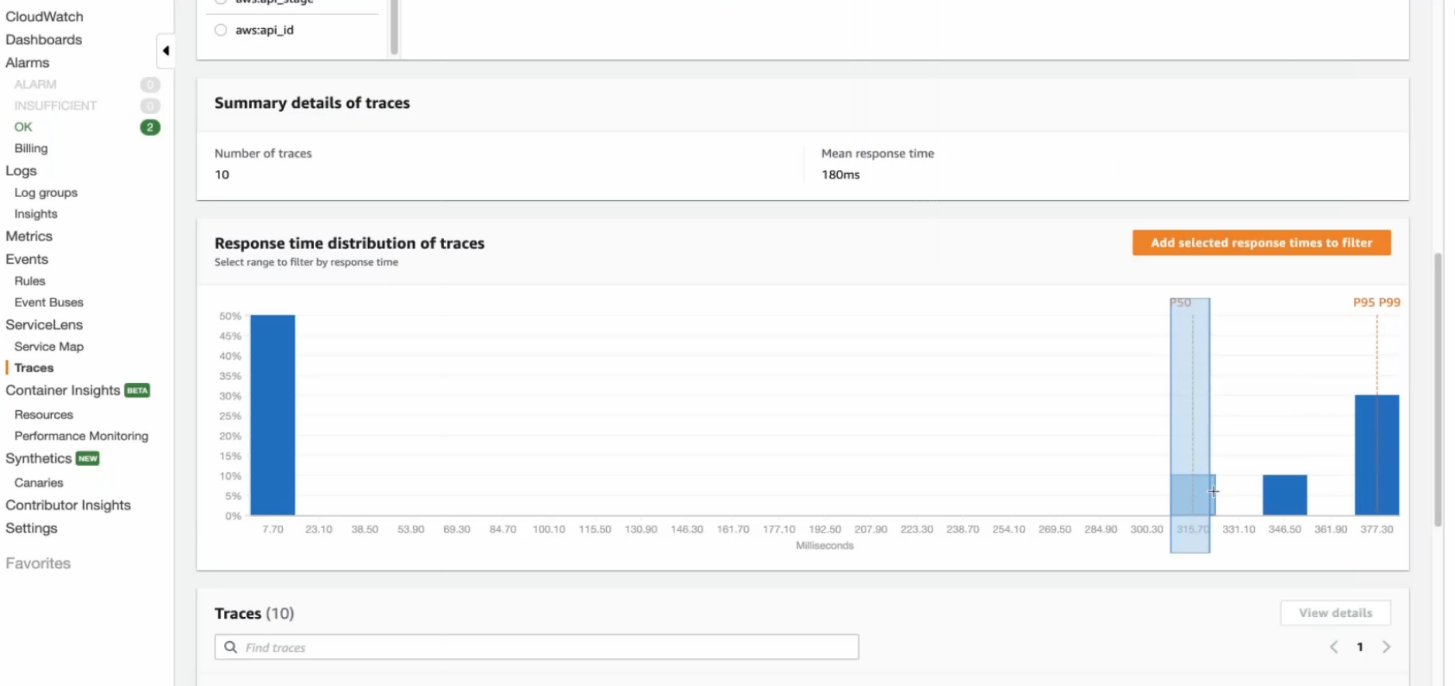 CloudWatch
Dashboards
Alarms
ALARM 0
INSUFFICIENT 0
OK 2
Billing
Logs
Log groups
Insights
Metrics
Events
Rules
Event Buses
ServiceLens
Service Map
Traces
Container Insights BETA
Resources
Performance Monitoring
Synthetics NEW
Canaries
Contributor Insights
Settings
Favorites
aws:api_stage
aws:api_id
Summary details of traces
Number of traces
10
Mean response time
180ms
Response time distribution of traces
Select range to filter by response time
Add selected response times to filter
P50 P95 P99
50%
45%
40%
35%
30%
25%
20%
15%
10%
5%
0%
7.70 23.10 38.50 53.90 69.30 84.70 100.10 115.50 130.90 146.30 161.70 177.10 192.50 207.90 223.30 238.70 254.10 269.50 284.90 300.30 315.70 331.10 346.50 361.90 377.30
Milliseconds
Traces (10)
View details
Find traces
1